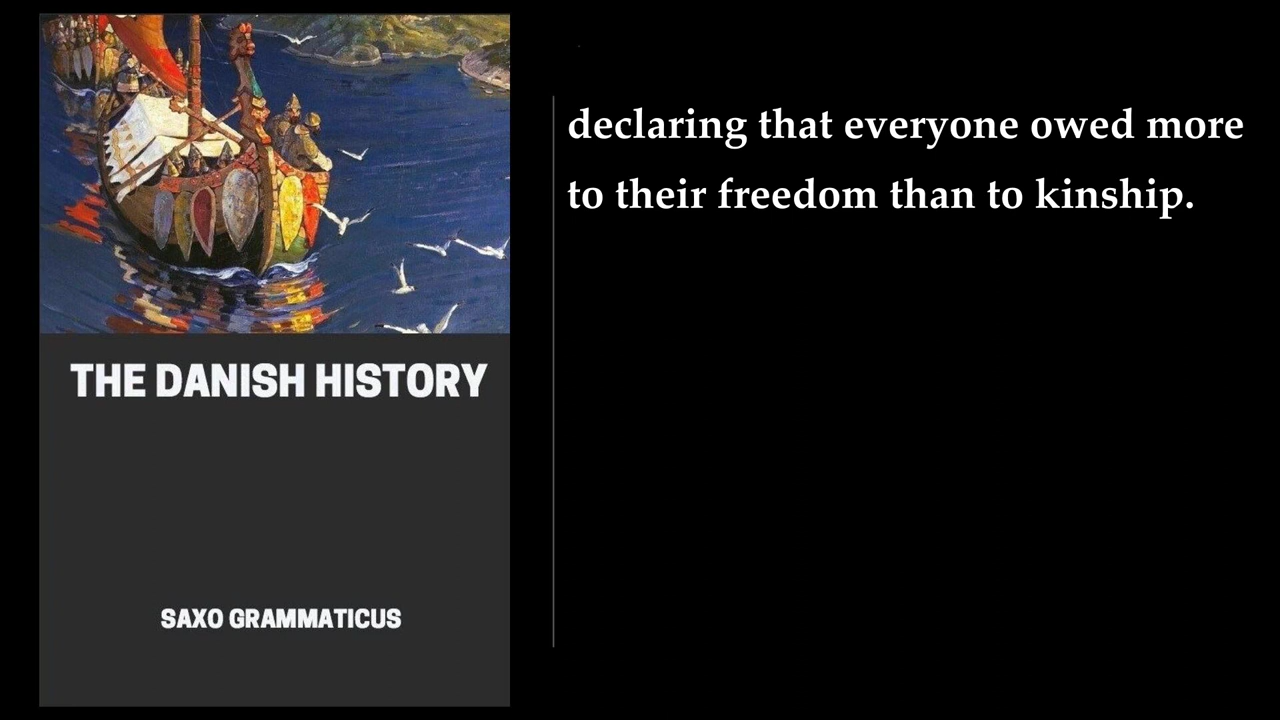 declaring that everyone owed more
to their freedom than to kinship.
THE DANISH HISTORY
SAXO GRAMMATICUS